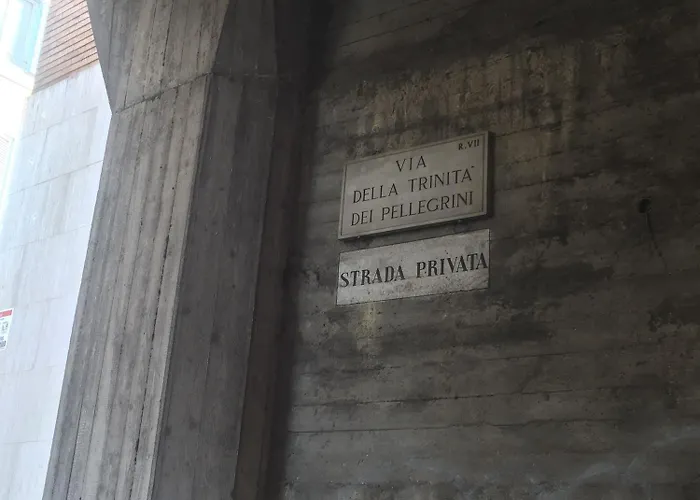 R. VII
VIA
DELLA TRINITA'
DEI PELLEGRINI
STRADA PRIVATA